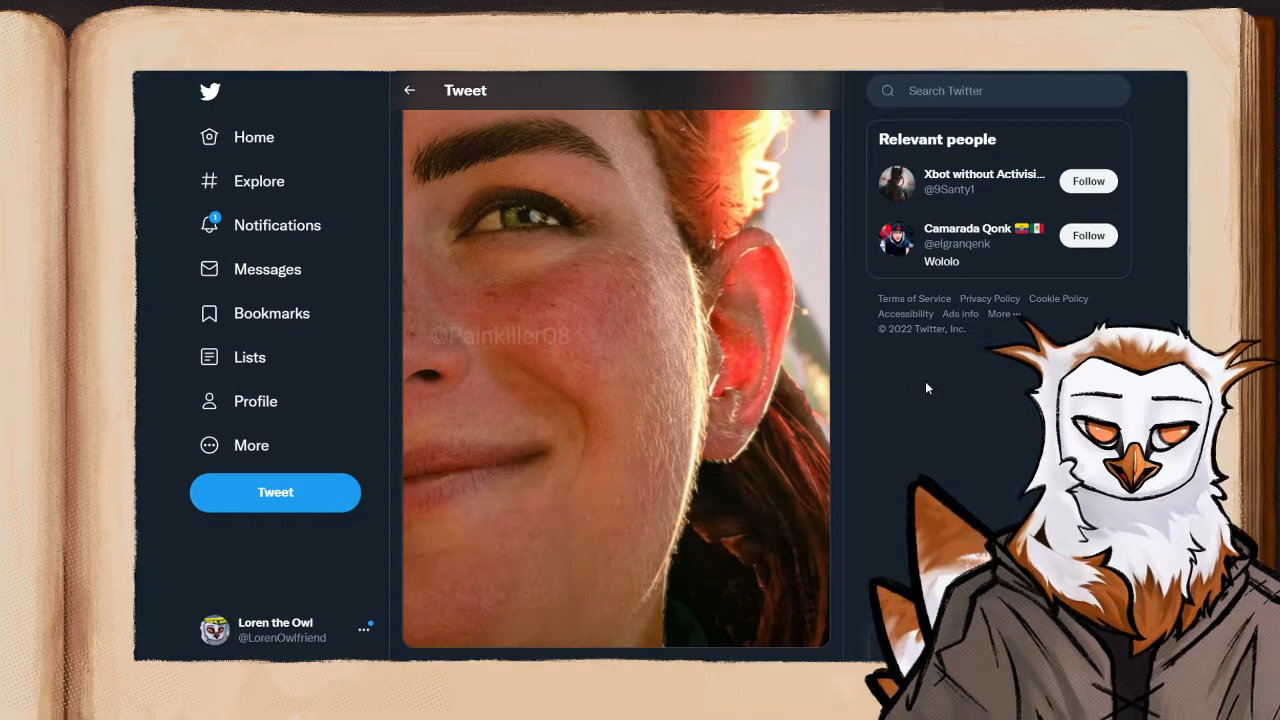 Home
Explore
1
Notifications
Messages
Bookmarks
Lists
Profile
More
Tweet
Loren the Owl
@LorenOwlfriend
Tweet
©PainkillerQ8
Search Twitter
Relevant people
Xbot without Activisi...
@9Santy1
Follow
Camarada Qonk
@elgranqenk
Follow
Wololo
Terms of Service Privacy Policy Cookie Policy
Accessibility Ads info More ···
© 2022 Twitter, Inc.